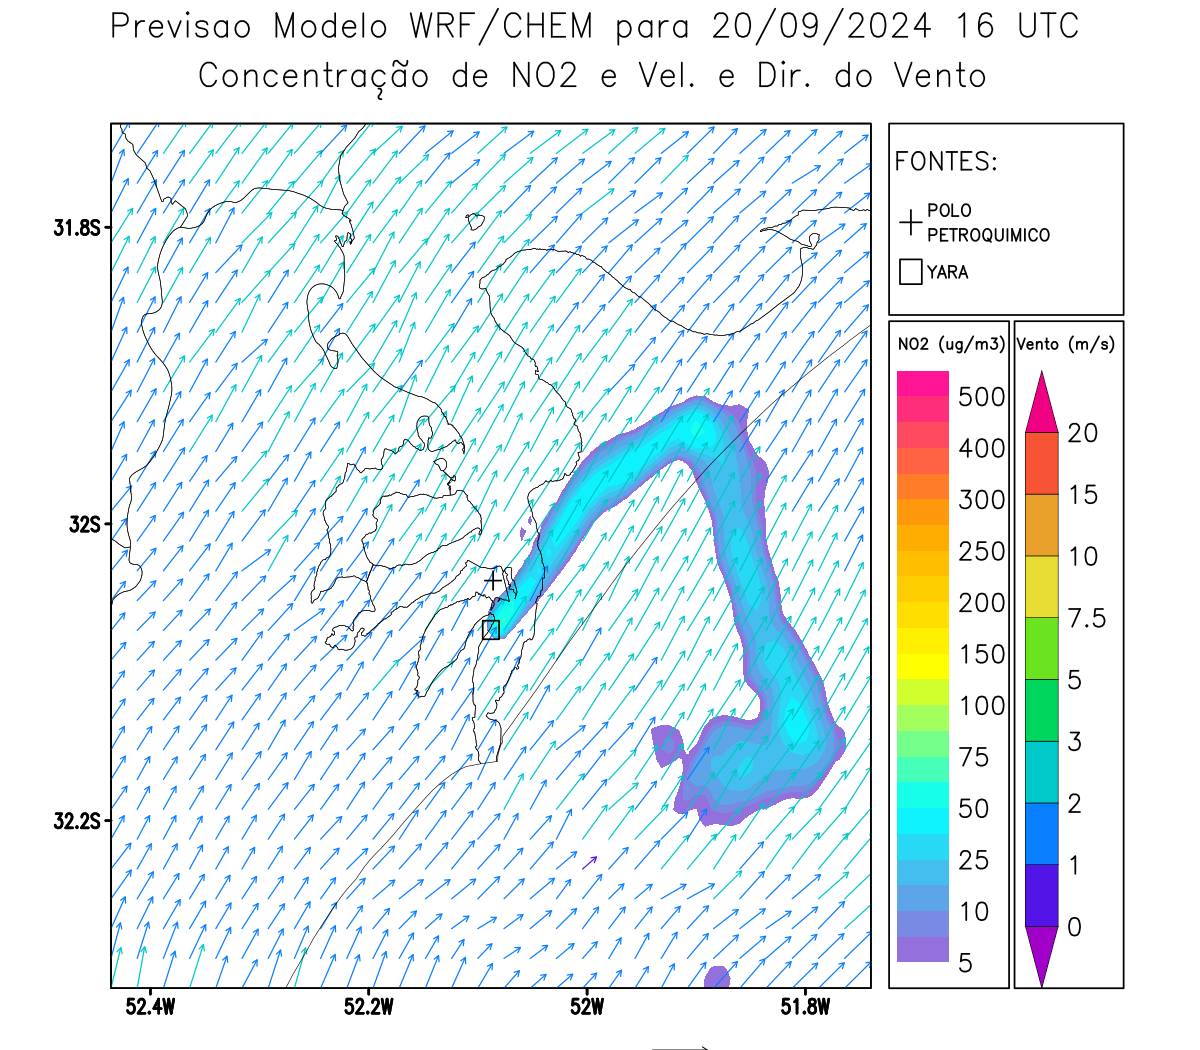 Previsao Modelo WRF/CHEM para 20/09/2024 16 UTC
Concentração de NO2 e Vel. e Dir. do Vento
FONTES:
POLO
PETROQUIMICO
YARA
31.8S
32S
32.2S
52.4W
52.2W
52W
51.8W
NO2 (ug/m3)
500
400
300
250
200
150
100
75
50
25
10
5
Vento (m/s)
20
15
10
7.5
5
3
2
1
0